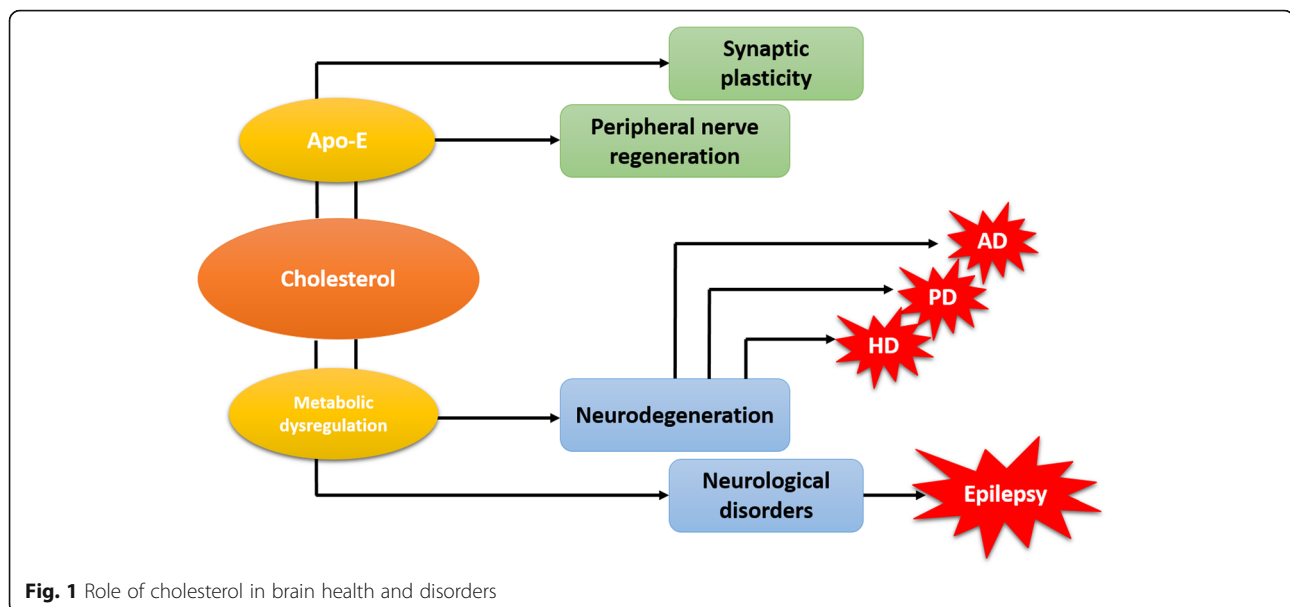 Synaptic
plasticity
Apo-E
Peripheral nerve
regeneration
AD
Cholesterol
PD
HD
Metabolic
dysregulation
Neurodegeneration
Neurological
disorders
Epilepsy
Fig. 1 Role of cholesterol in brain health and disorders